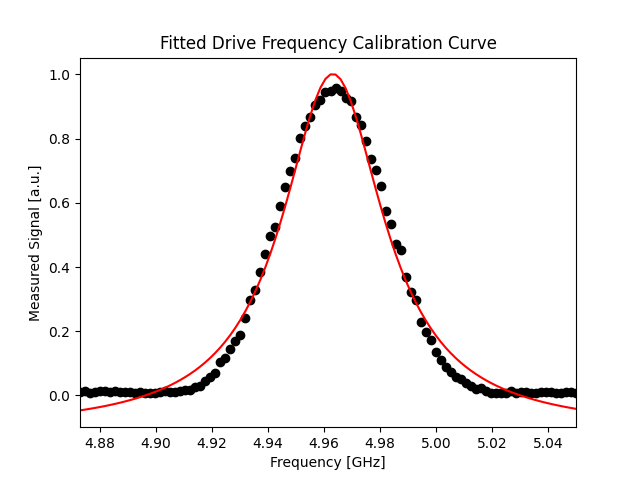 Fitted Drive Frequency Calibration Curve
Measured Signal [a.u.]
1.0
0.8
0.6
0.4
0.2
0.0
4.88 4.90 4.92 4.94 4.96 4.98 5.00 5.02 5.04
Frequency [GHz]